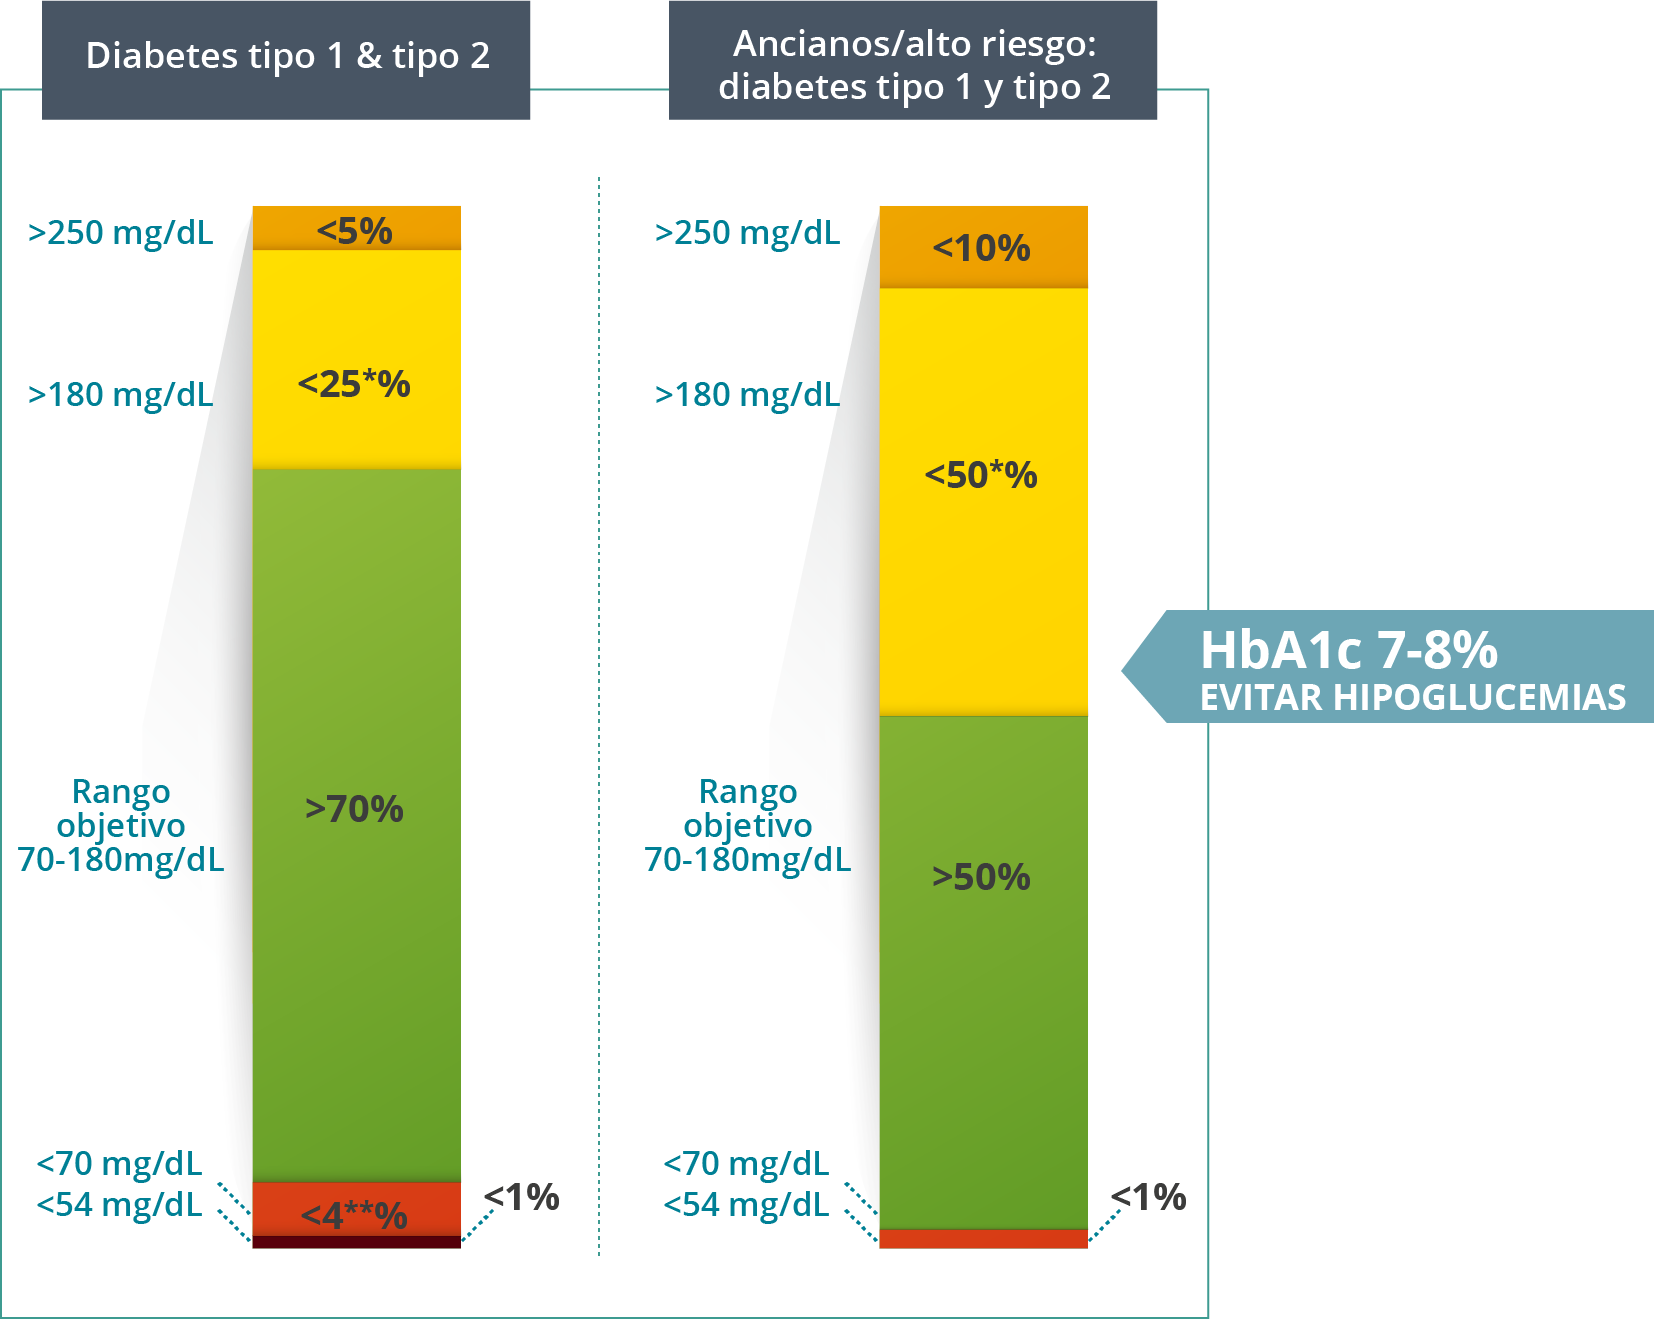 Diabetes tipo 1 & tipo 2
>250 mg/dL
<5%
>180 mg/dL
<25*%
Rango
objetivo
70-180mg/dL
>70%
<70 mg/dL
<54 mg/dL
<4**%
<1%
Ancianos/alto riesgo:
diabetes tipo 1 y tipo 2
>250 mg/dL
<10%
>180 mg/dL
<50*%
Rango
objetivo
70-180mg/dL
>50%
<70 mg/dL
<54 mg/dL
<1%
HbA1c 7-8%
EVITAR HIPOGLUCEMIAS